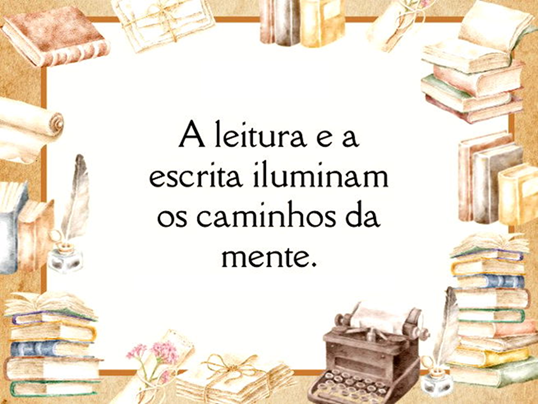 A leitura e a
escrita iluminam
os caminhos da
mente.